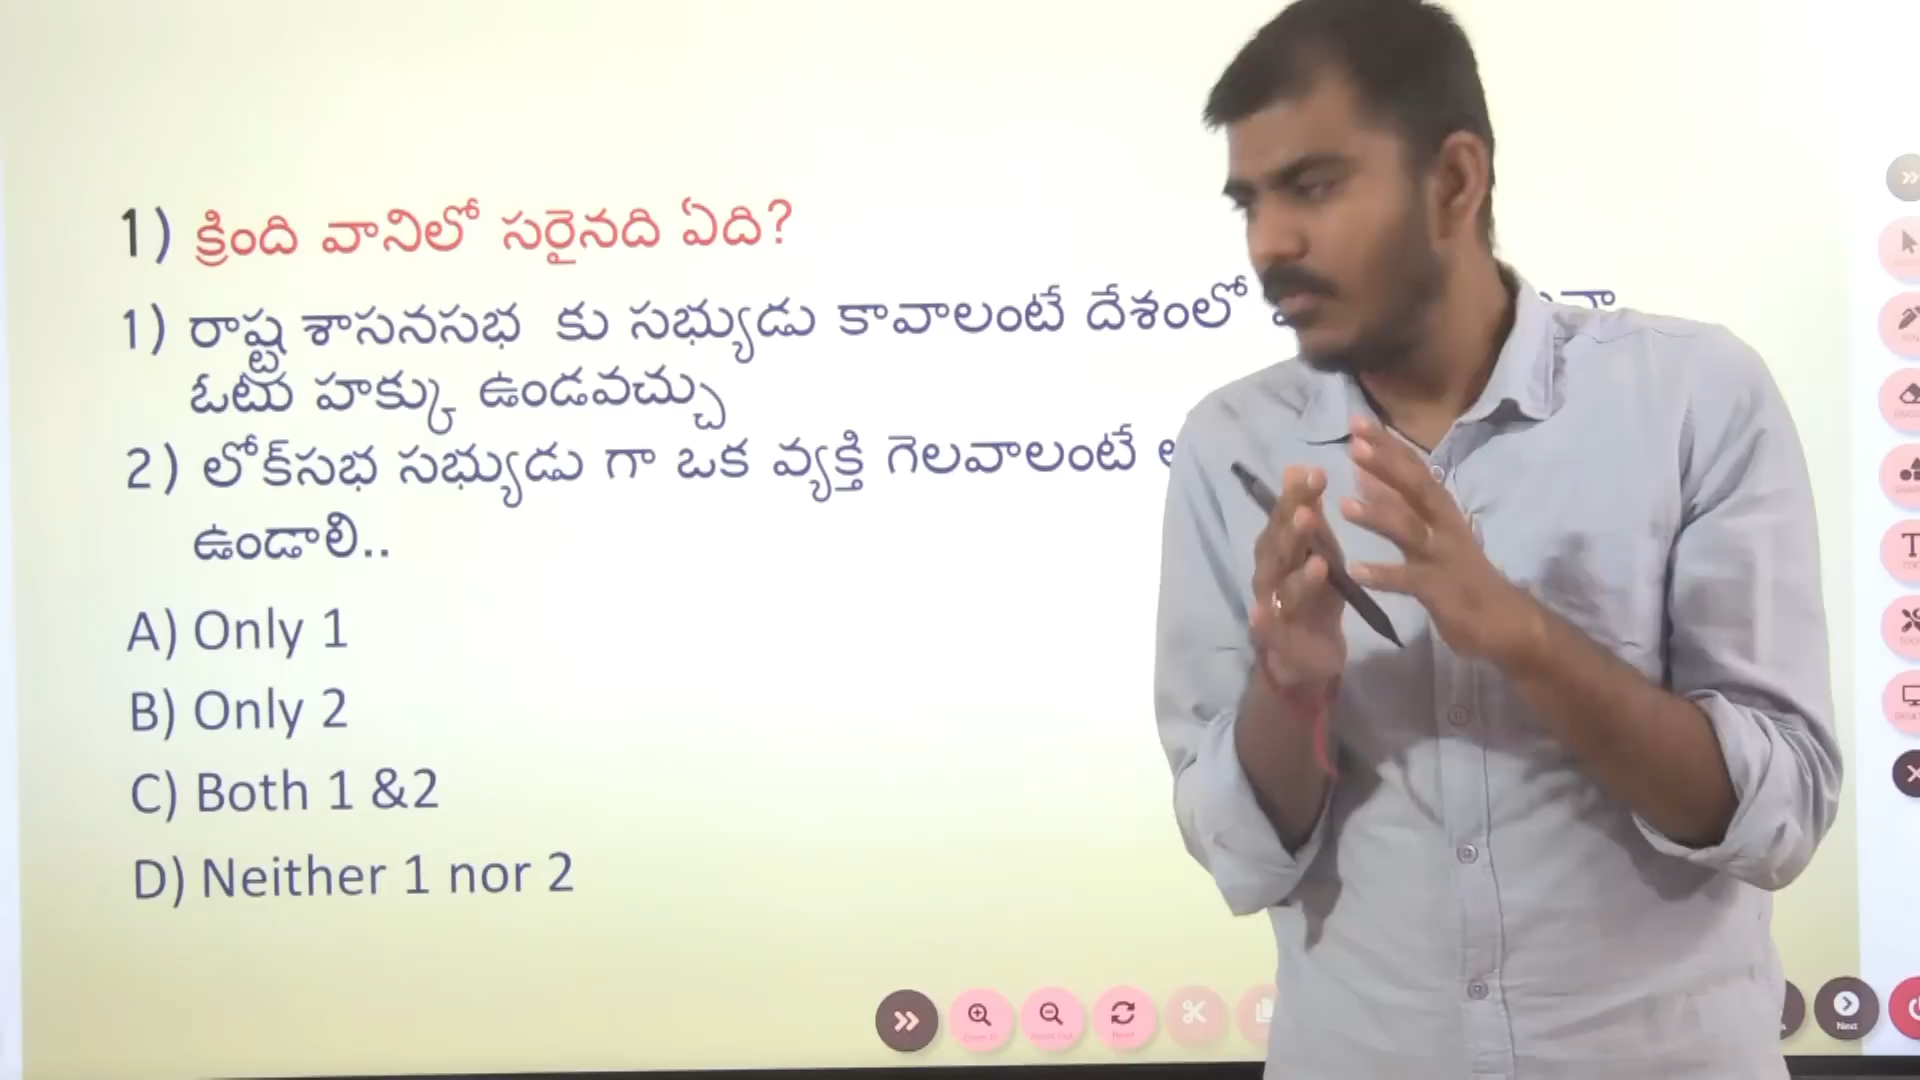 1) క్రింది వానిలో సరైనది ఏది?
1) రాష్ట్ర శాసనసభ కు సభ్యుడు కావాలంటే దేశంలో
ఓటు హక్కు ఉండవచ్చు
2) లోక్‌సభ సభ్యుడు గా ఒక వ్యక్తి గెలవాలంటే
ఉండాలి..
A) Only 1
B) Only 2
C) Both 1 &2
D) Neither 1 nor 2
Next